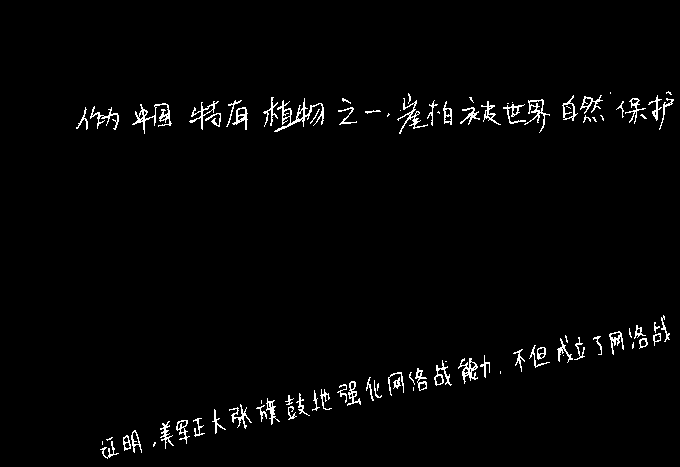 作为中国特有植物之一,崖柏被世界自然保护
证明,美军正大张旗鼓地强化网络战能力,不但成立了网络战